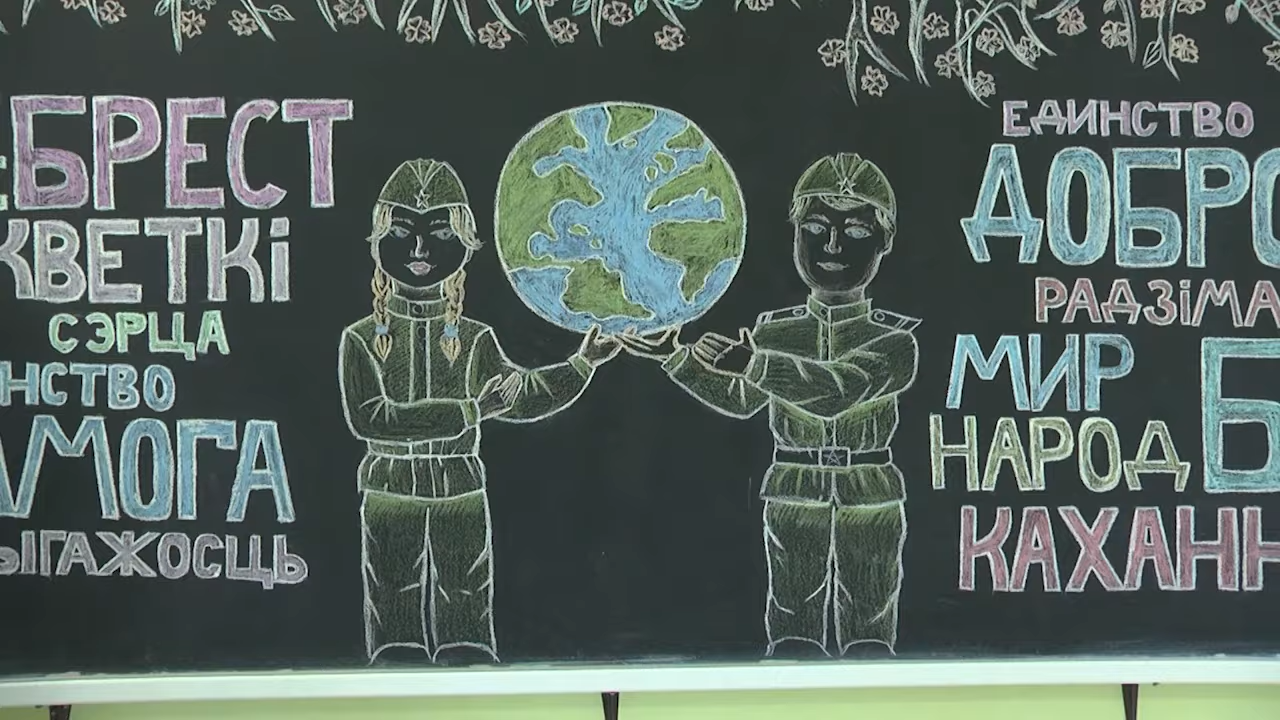 БРЕСТ
КВЕТКІ
СЭРЦА
НСТВО
АМОГА
ЫГАЖОСЦЬ
ЕДИНСТВО
ДОБРО
РАДЗІМА
МИР
НАРОД
Б
КАХАНН